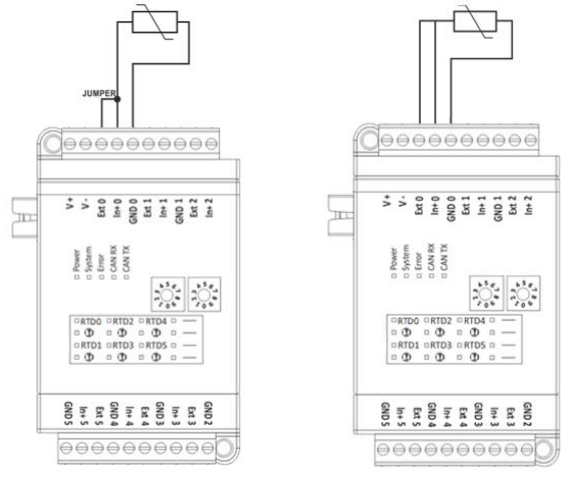 JUMPER
V+ V- Ext 0 In+ 0 GND 0 Ext 1 In+ 1 GND 1 Ext 2 In+ 2
Power
System
Error
CAN RX
CAN TX
RTD0 RTD2 RTD4
RTD1 RTD3 RTD5
GND 5 In+ 5 Ext 5 GND 4 In+ 4 Ext 4 GND 3 In+ 3 Ext 3 GND 2
V+ V- Ext 0 In+ 0 GND 0 Ext 1 In+ 1 GND 1 Ext 2 In+ 2
Power
System
Error
CAN RX
CAN TX
RTD0 RTD2 RTD4
RTD1 RTD3 RTD5
GND 5 In+ 5 Ext 5 GND 4 In+ 4 Ext 4 GND 3 In+ 3 Ext 3 GND 2